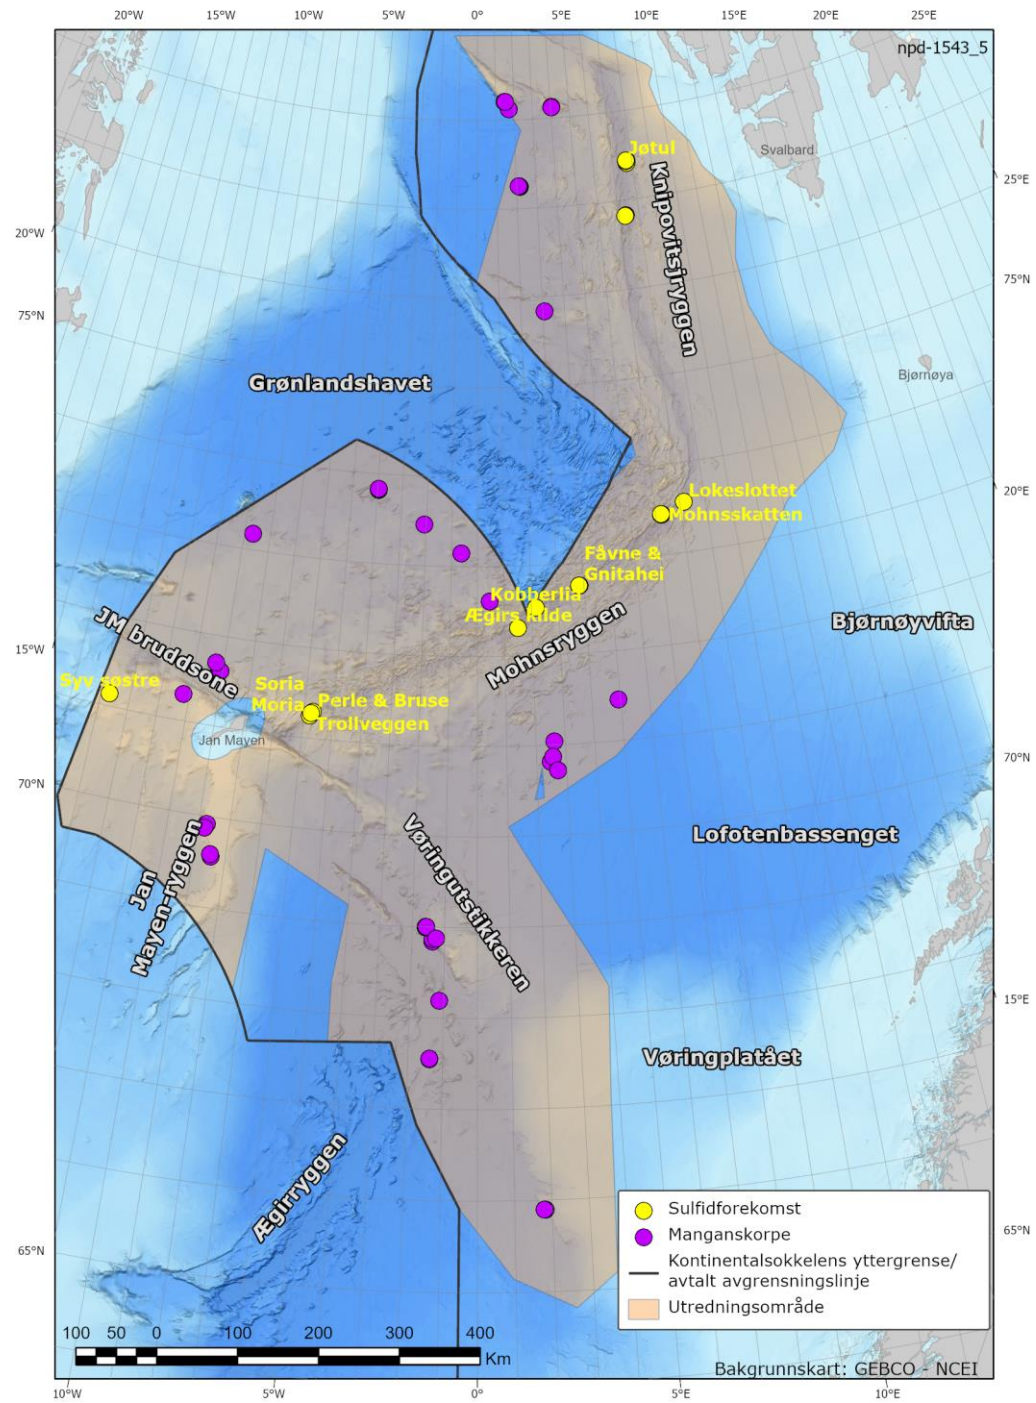 20°W
15°W
10°W
5°W
0°
5°E
10°E
15°E
20°E
25°E
npd-1543_5
Jøtul
Svalbard
25°E
Knipovitsjryggen
20°W
75°N
75°N
Bjørnøya
Grønlandshavet
Lokeslottet
20°E
Mohnsskatten
Fåvne &
Gnitahei
Kobberlia
Ægirs kilde
Mohnsryggen
Bjørnøyvifta
15°W
JM bruddsone
Syv søstre
Soria
Moria
Perle & Bruse
Trollveggen
Jan Mayen
70°N
70°N
Lofotenbassenget
Vøringutstikkeren
Jan
Mayen-ryggen
15°E
Vøringplatået
Ægirryggen
65°N
65°N
Sulfidforekomst
Manganskorpe
Kontinentalsokkelens yttergrense/
avtalt avgrensningslinje
Utredningsområde
100 50 0 100 200 300 400
Km
Bakgrunnskart: GEBCO - NCEI
10°W
5°W
0°
5°E
10°E